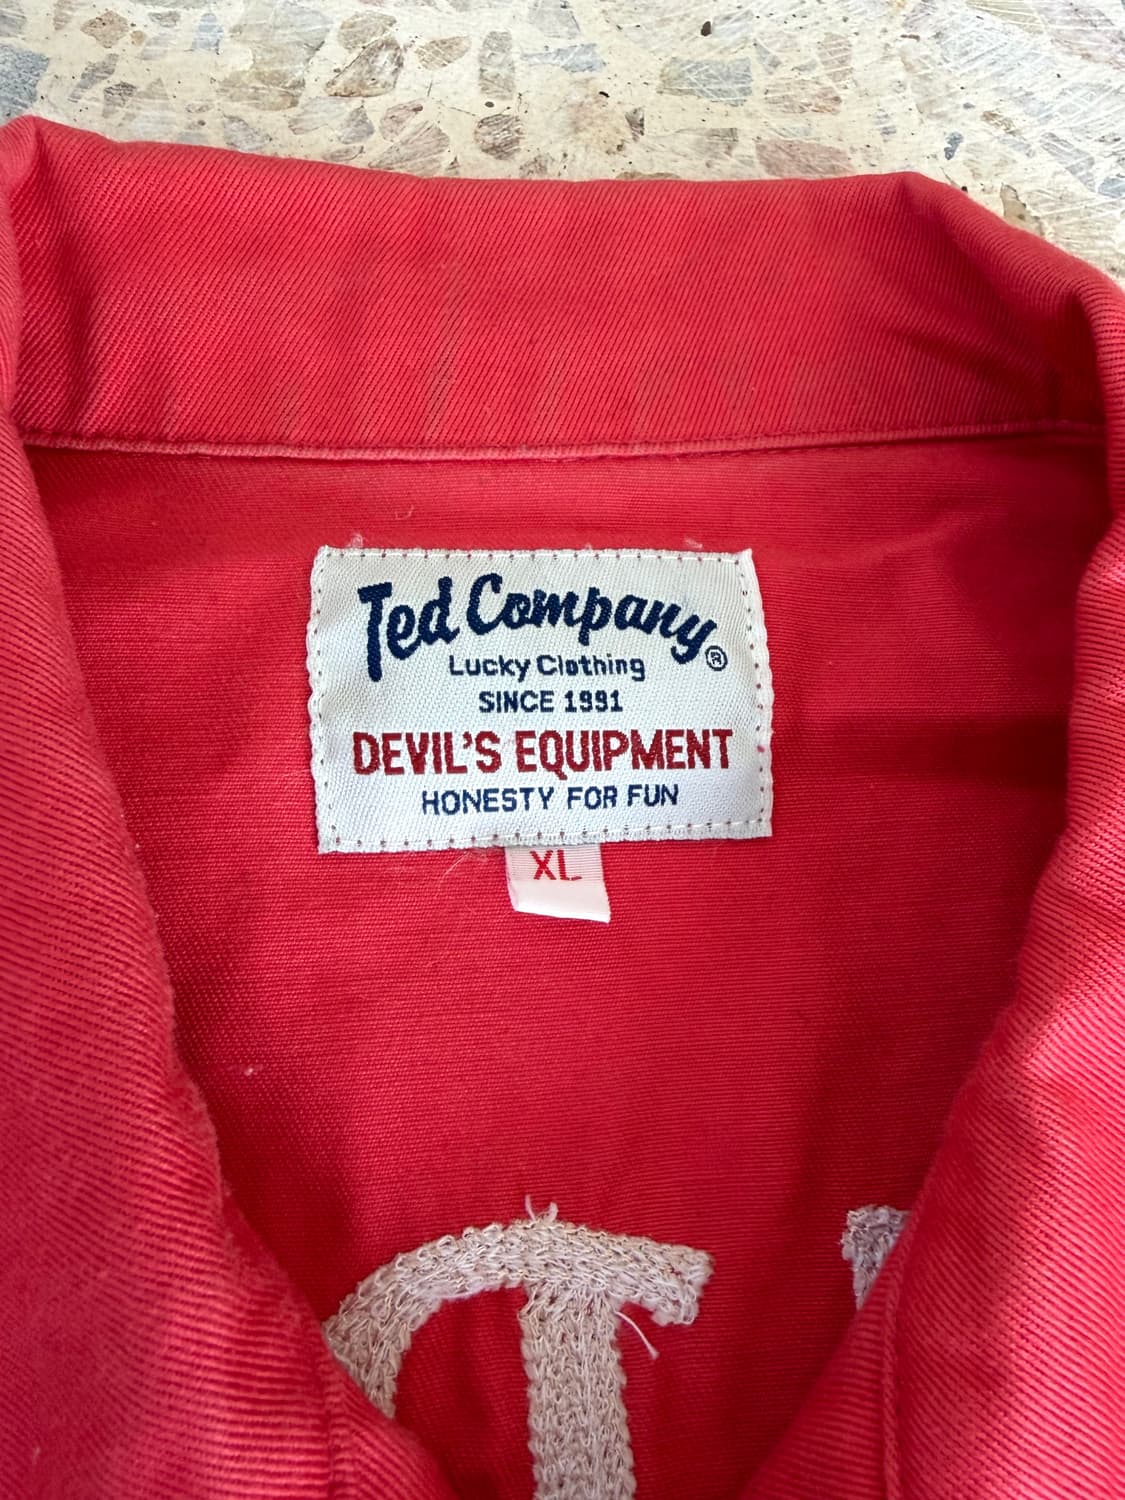 Ted Company®
Lucky Clothing
SINCE 1991
DEVIL'S EQUIPMENT
HONESTY FOR FUN
XL
T